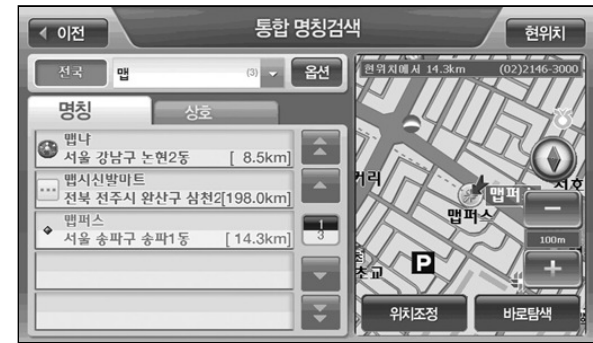 이전
통합 명칭검색
현위치
전국
맵
(3)
옵션
명칭
상호
맵나
서울 강남구 논현2동 [ 8.5km]
맵시신발마트
전북 전주시 완산구 삼천2[198.0km]
맵퍼스
서울 송파구 송파1동 [ 14.3km]
1
3
현위치에서 14.3km (02)2146-3000
거리
맵퍼
서호
맵퍼스
100m
초교
P
위치조정
바로탐색